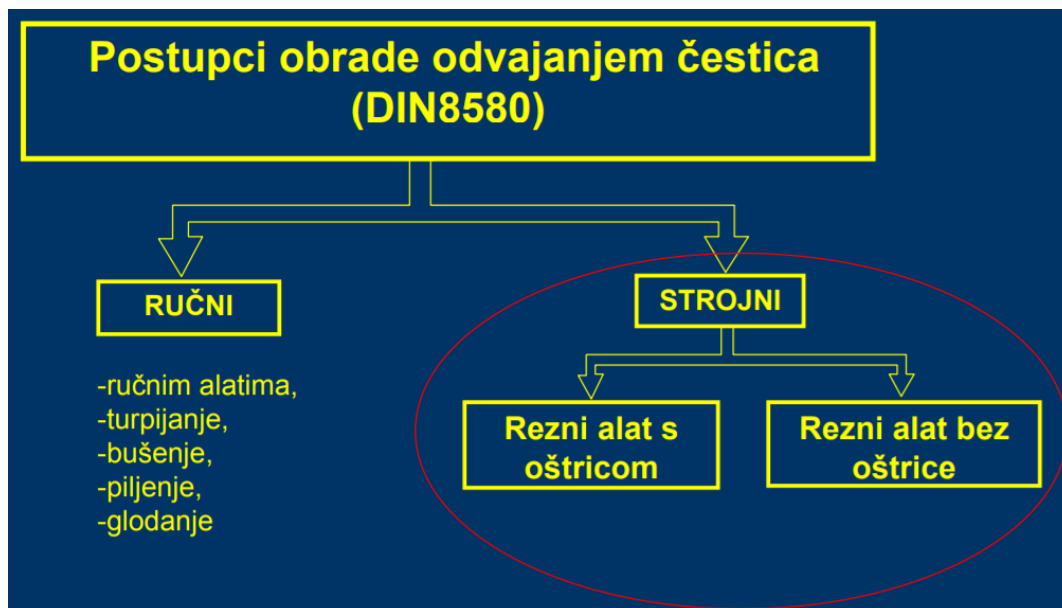 Postupci obrade odvajanjem čestica
(DIN8580)
RUČNI
-ručnim alatima,
-turpijanje,
-bušenje,
-piljenje,
-glodanje
STROJNI
Rezni alat s
oštricom
Rezni alat bez
oštrice